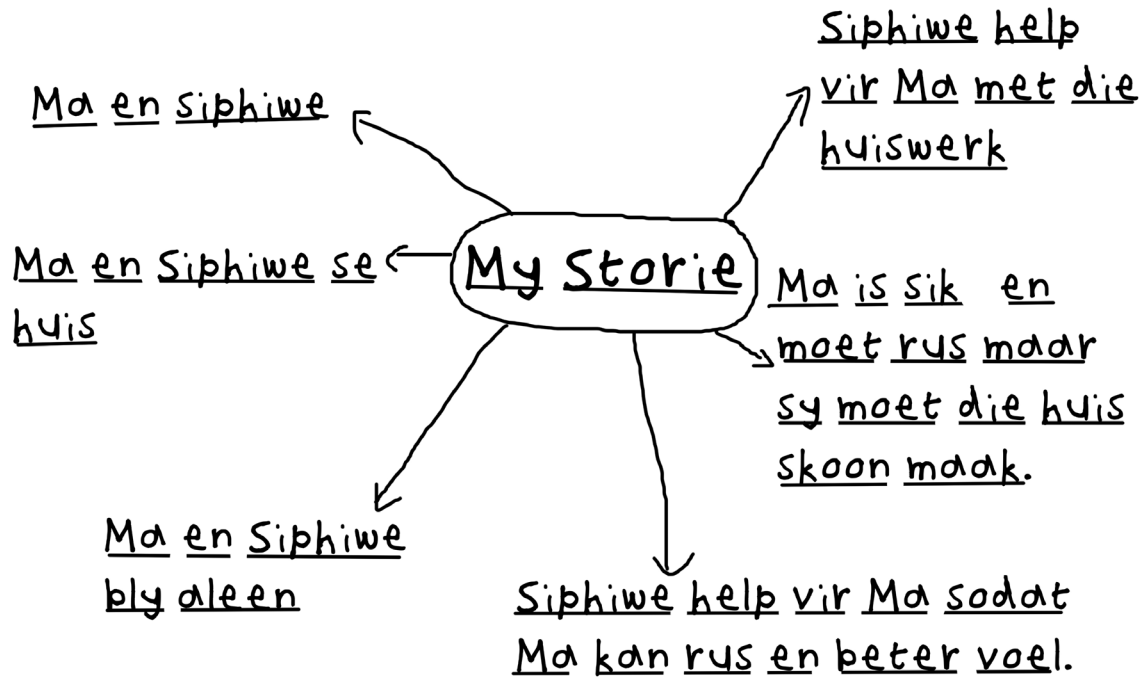 Ma en siphiwe
Siphiwe help
vir Ma met die
huiswerk
My Storie
Ma en Siphiwe se
huis
Ma is sik en
moet rus maar
sy moet die huis
skoon maak.
Ma en Siphiwe
bly aleen
Siphiwe help vir Ma sodat
Ma kan rus en beter voel.